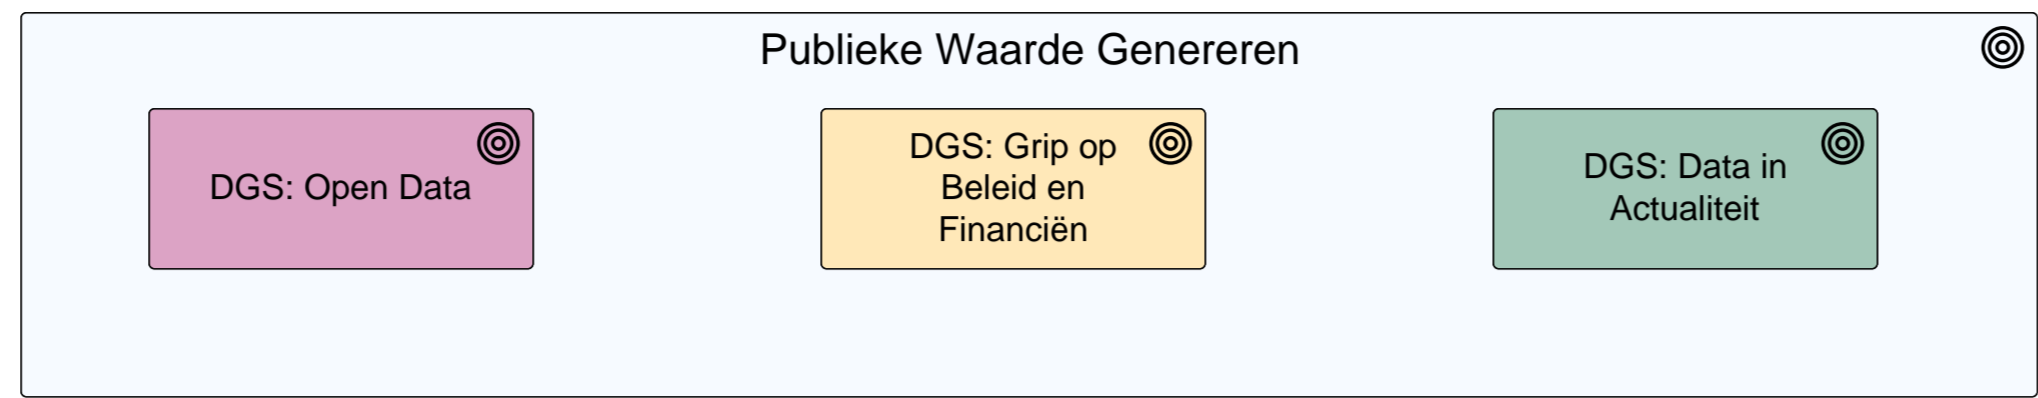 Publieke Waarde Genereren
DGS: Open Data
DGS: Grip op
Beleid en
Financiën
DGS: Data in
Actualiteit